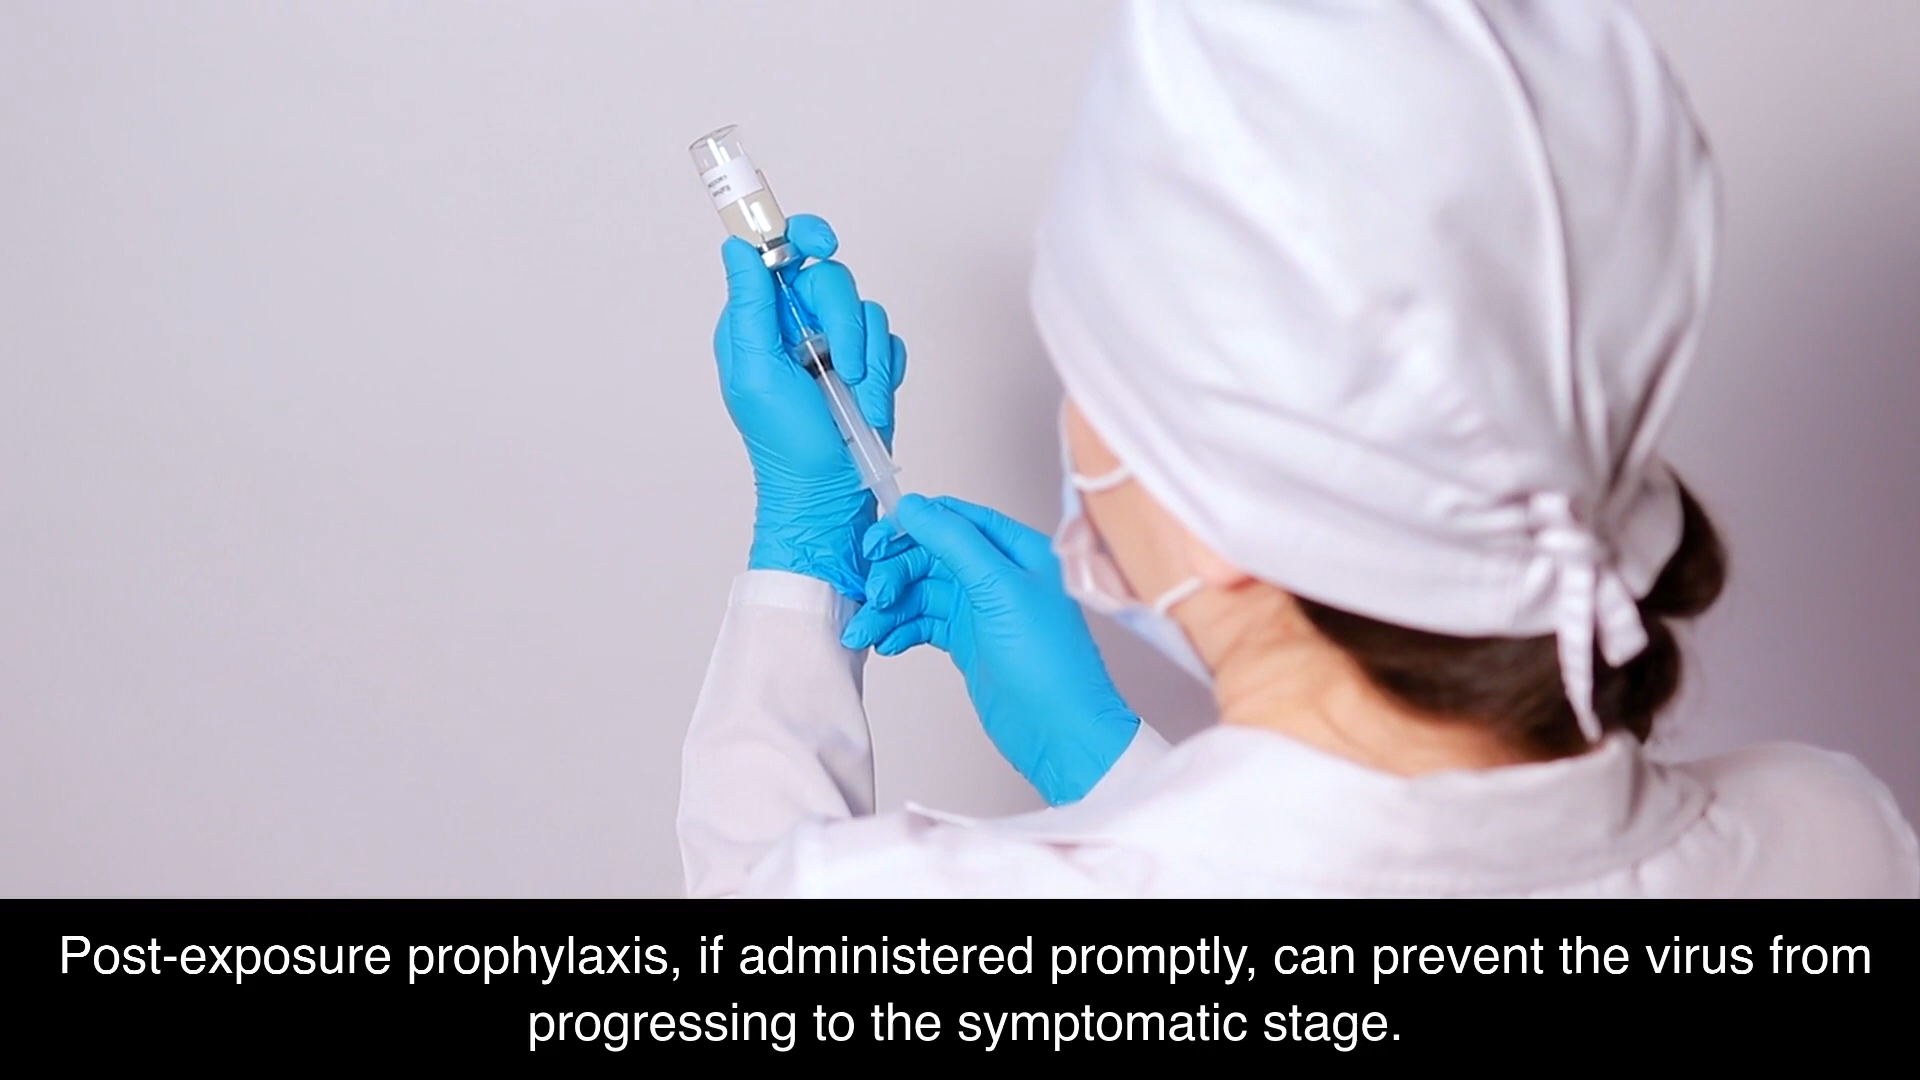 Post-exposure prophylaxis, if administered promptly, can prevent the virus from
progressing to the symptomatic stage.